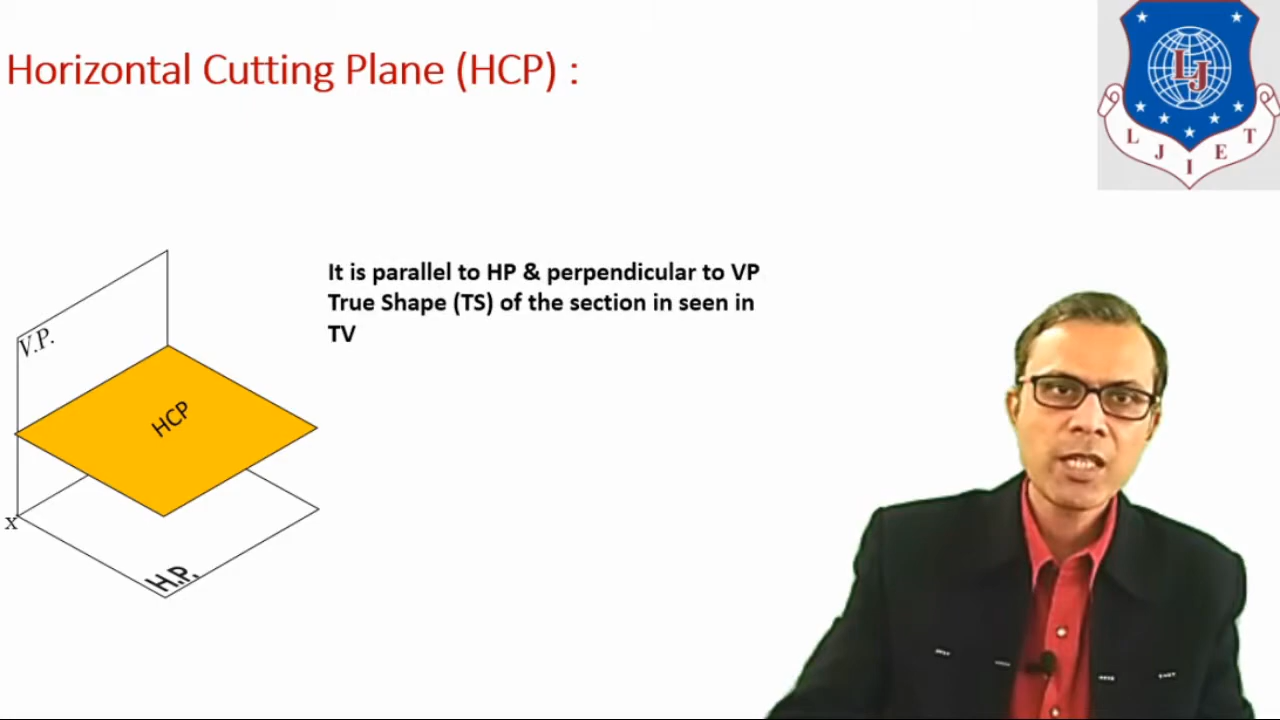 Horizontal Cutting Plane (HCP) :
LJ
L J I E T
It is parallel to HP & perpendicular to VP
True Shape (TS) of the section in seen in
TV
V.P.
HCP
x
H.P.